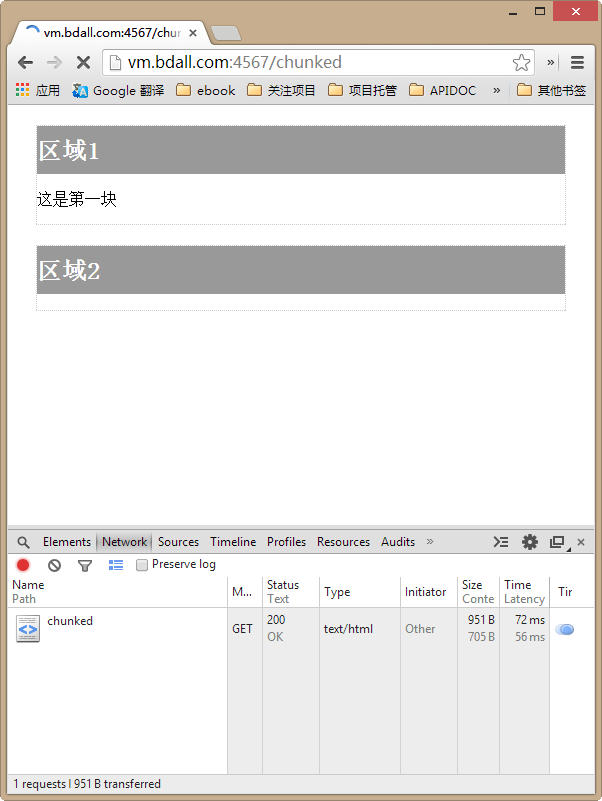 vm.bdall.com:4567/chun
vm.bdall.com:4567/chunked
应用 Google 翻译 ebook 关注项目 项目托管 APIDOC » 其他书签
区域1
这是第一块
区域2
Elements Network Sources Timeline Profiles Resources Audits »
Preserve log
Name M... Status Type Initiator Size Time Tir
Path Text Conte Latency
chunked GET 200 text/html Other 951 B 72 ms
OK 705 B 56 ms
1 requests | 951 B transferred